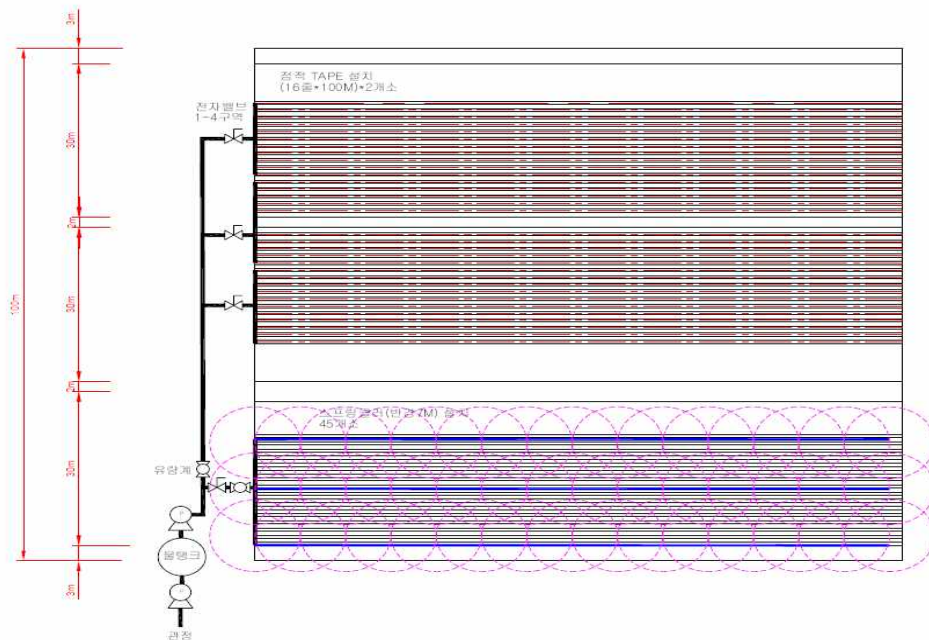 3m
점적 TAPE 설치
(16줄*100M)*2개소
전자밸브
1-4구역
30m
2m
100m
30m
2m
스프링클러(반경7M) 설치
45개소
30m
유량계
물탱크
3m
관정